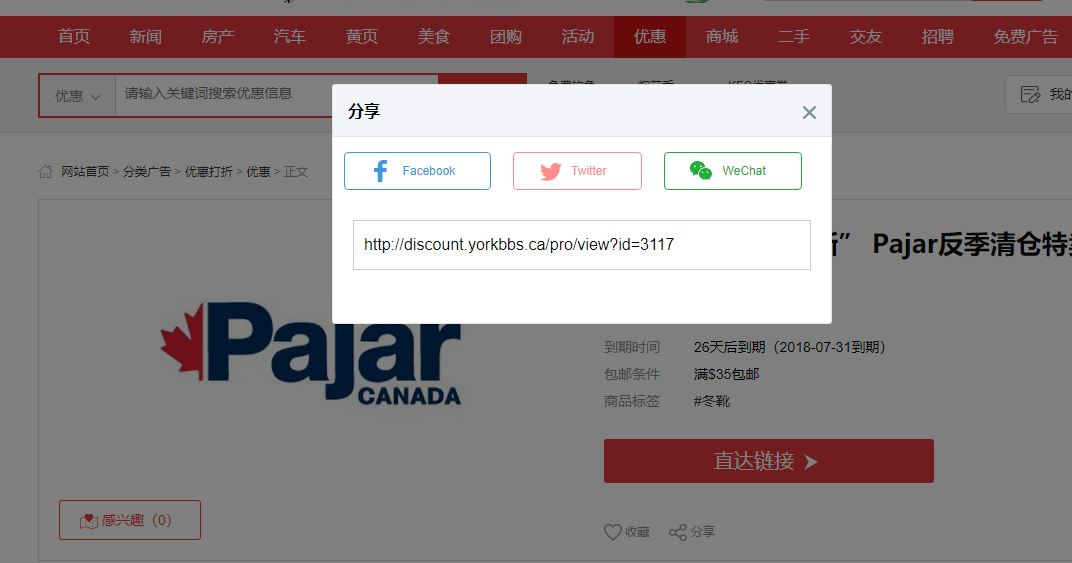 首页 新闻 房产 汽车 黄页 美食 团购 活动 优惠 商城 二手 交友 招聘 免费广告
优惠 请输入关键词搜索优惠信息
我的
分享
网站首页 > 分类广告 > 优惠打折 > 优惠 > 正文
Facebook Twitter WeChat
http://discount.yorkbbs.ca/pro/view?id=3117
” Pajar反季清仓特卖
Pajar
CANADA
到期时间 26天后到期（2018-07-31到期）
包邮条件 满$35包邮
商品标签 #冬靴
直达链接
感兴趣（0）
收藏 分享